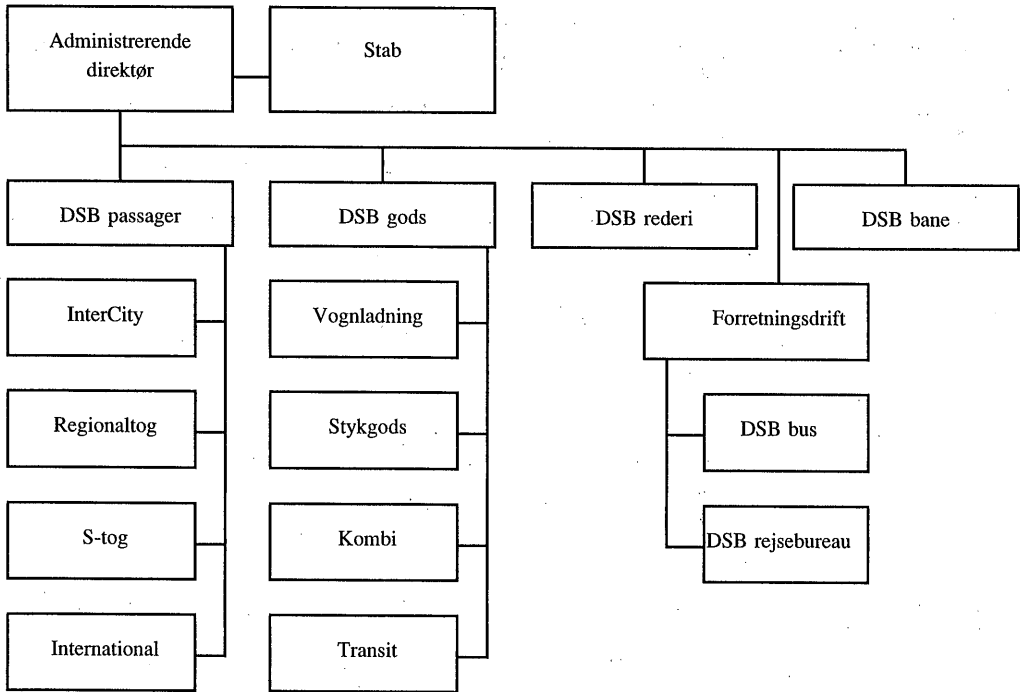 Administrerende
direktør
Stab
DSB passager
DSB gods
DSB rederi
DSB bane
InterCity
Vognladning
Forretningsdrift
Regionaltog
Stykgods
DSB bus
S-tog
Kombi
DSB rejsebureau
International
Transit